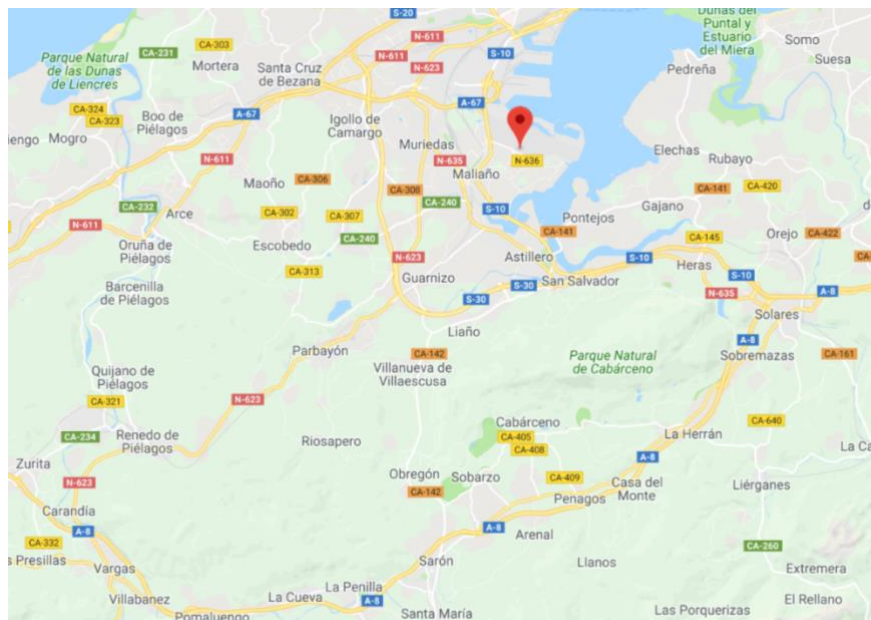 S-20
N-611
Dunas del
Puntal y
Estuario
del Miera
CA-303
CA-231
N-611
S-10
Somo
Parque Natural
de las Dunas
de Liencres
Mortera
Santa Cruz
de Bezana
N-623
Pedreña
Suesa
CA-324
CA-323
Boo de
Piélagos
A-67
A-67
Igollo de
Camargo
iengo
Mogro
Muriedas
N-611
N-635
N-636
Elechas
Rubayo
Maliaño
Maoño
CA-306
CA-308
CA-141
CA-420
CA-232
Arce
CA-302
CA-307
CA-240
S-10
Pontejos
Gajano
N-611
CA-240
CA-141
CA-145
Orejo
CA-422
Oruña de
Piélagos
Escobedo
N-623
Astillero
S-10
Heras
S-10
CA-313
Guarnizo
San Salvador
Barcenilla
de Piélagos
S-30
S-30
N-635
A-8
Solares
Liaño
A-8
Parbayón
CA-142
Parque Natural
de Cabárceno
Sobremazas
CA-161
Villanueva de
Villaescusa
Quijano de
Piélagos
CA-321
N-623
Cabárceno
CA-640
CA-234
Renedo de
Piélagos
Riosapero
CA-405
CA-408
La Herrán
La Ca
Zurita
A-8
Obregón
Sobarzo
CA-409
Casa del
Monte
Liérganes
N-623
CA-142
Penagos
Carandía
A-8
A-8
Arenal
CA-332
CA-260
s Presillas
Vargas
Sarón
Llanos
Extremera
La Penilla
Villabanez
La Cueva
A-8
El Rellano
Pomaluengo
Santa María
Las Porquerizas